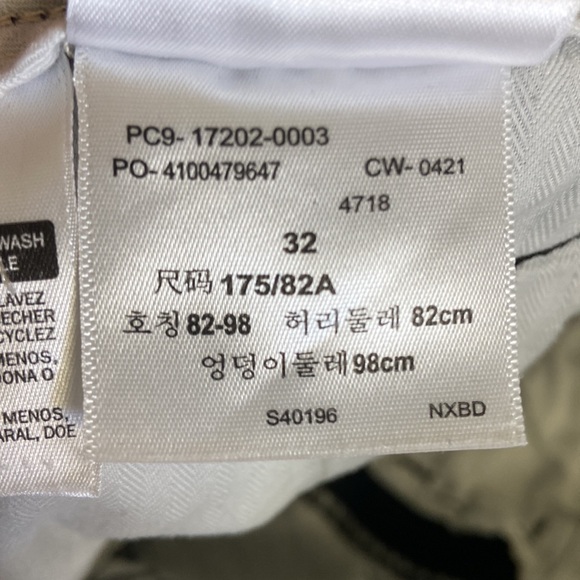 PC9- 17202-0003
PO- 4100479647 CW- 0421
4718
32
尺码 175/82A
호칭 82-98 허리둘레 82cm
엉덩이둘레 98cm
S40196 NXBD
WASH
LE
LAVEZ
ECHER
CYCLEZ
MENOS,
DONA O
MENOS,
ARAL, DOE